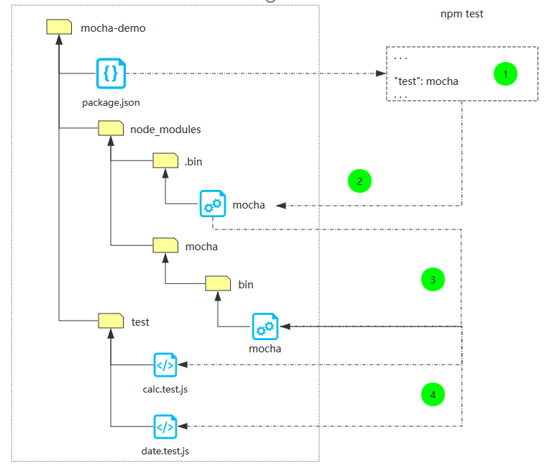 npm test
mocha-demo
...
"test": mocha
...
1
{}
package.json
node_modules
.bin
2
mocha
mocha
3
bin
mocha
test
</>
calc.test.js
4
</>
date.test.js